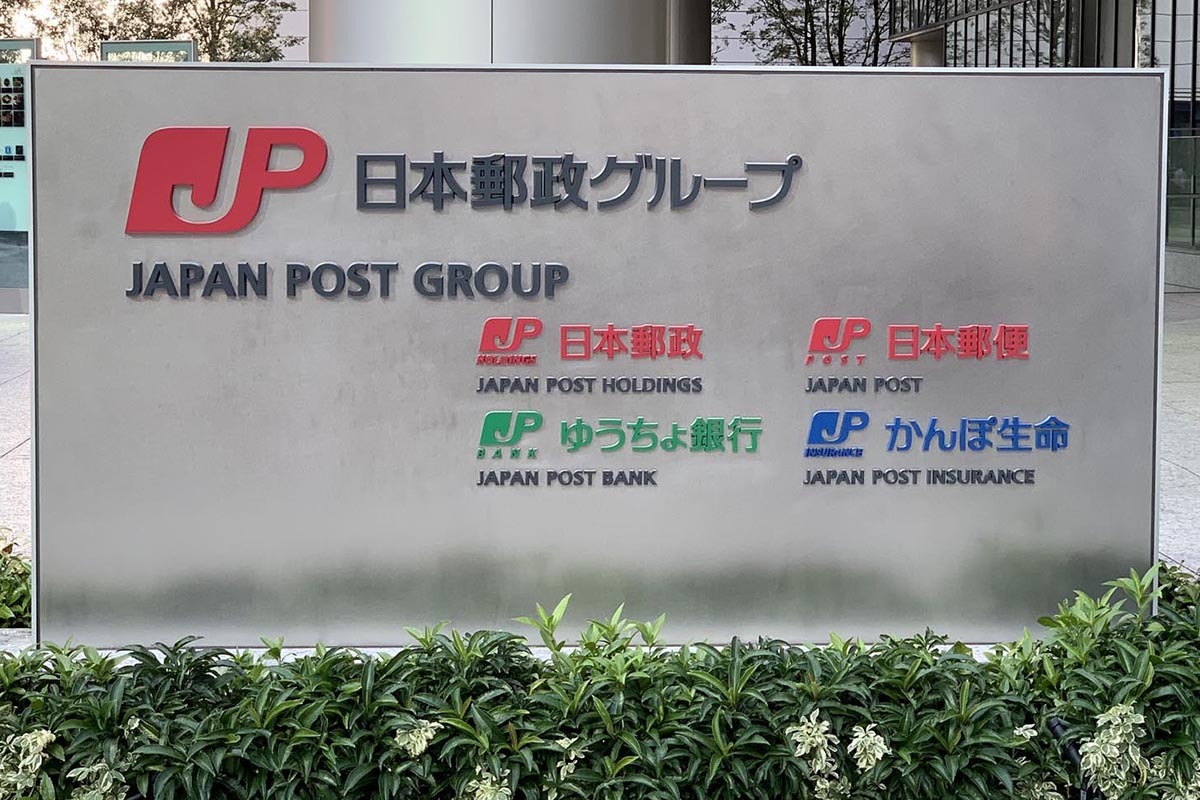 JP 日本郵政グループ
JAPAN POST GROUP
JP HOLDINGS 日本郵政
JAPAN POST HOLDINGS
JP POST 日本郵便
JAPAN POST
JP BANK ゆうちょ銀行
JAPAN POST BANK
JP INSURANCE かんぽ生命
JAPAN POST INSURANCE